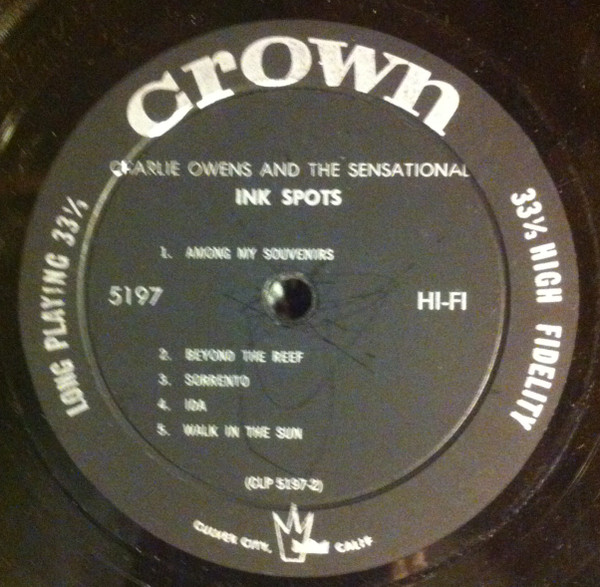 crown
CHARLIE OWENS AND THE SENSATIONAL
INK SPOTS
LONG PLAYING 33⅓
33⅓ HIGH FIDELITY
1. AMONG MY SOUVENIRS
5197
HI-FI
2. BEYOND THE REEF
3. SORRENTO
4. IDA
5. WALK IN THE SUN
(CLP 5197-2)
CULVER CITY, CALIF